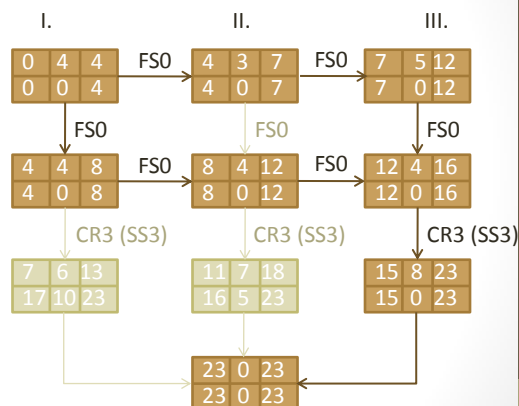 I. II. III.
0 4 4 FS0 4 3 7 FS0 7 5 12
0 0 4 4 0 7 7 0 12
FS0 FS0 FS0
4 4 8 FS0 8 4 12 FS0 12 4 16
4 0 8 8 0 12 12 0 16
CR3 (SS3) CR3 (SS3) CR3 (SS3)
7 6 13 11 7 18 15 8 23
17 10 23 16 5 23 15 0 23
23 0 23
23 0 23